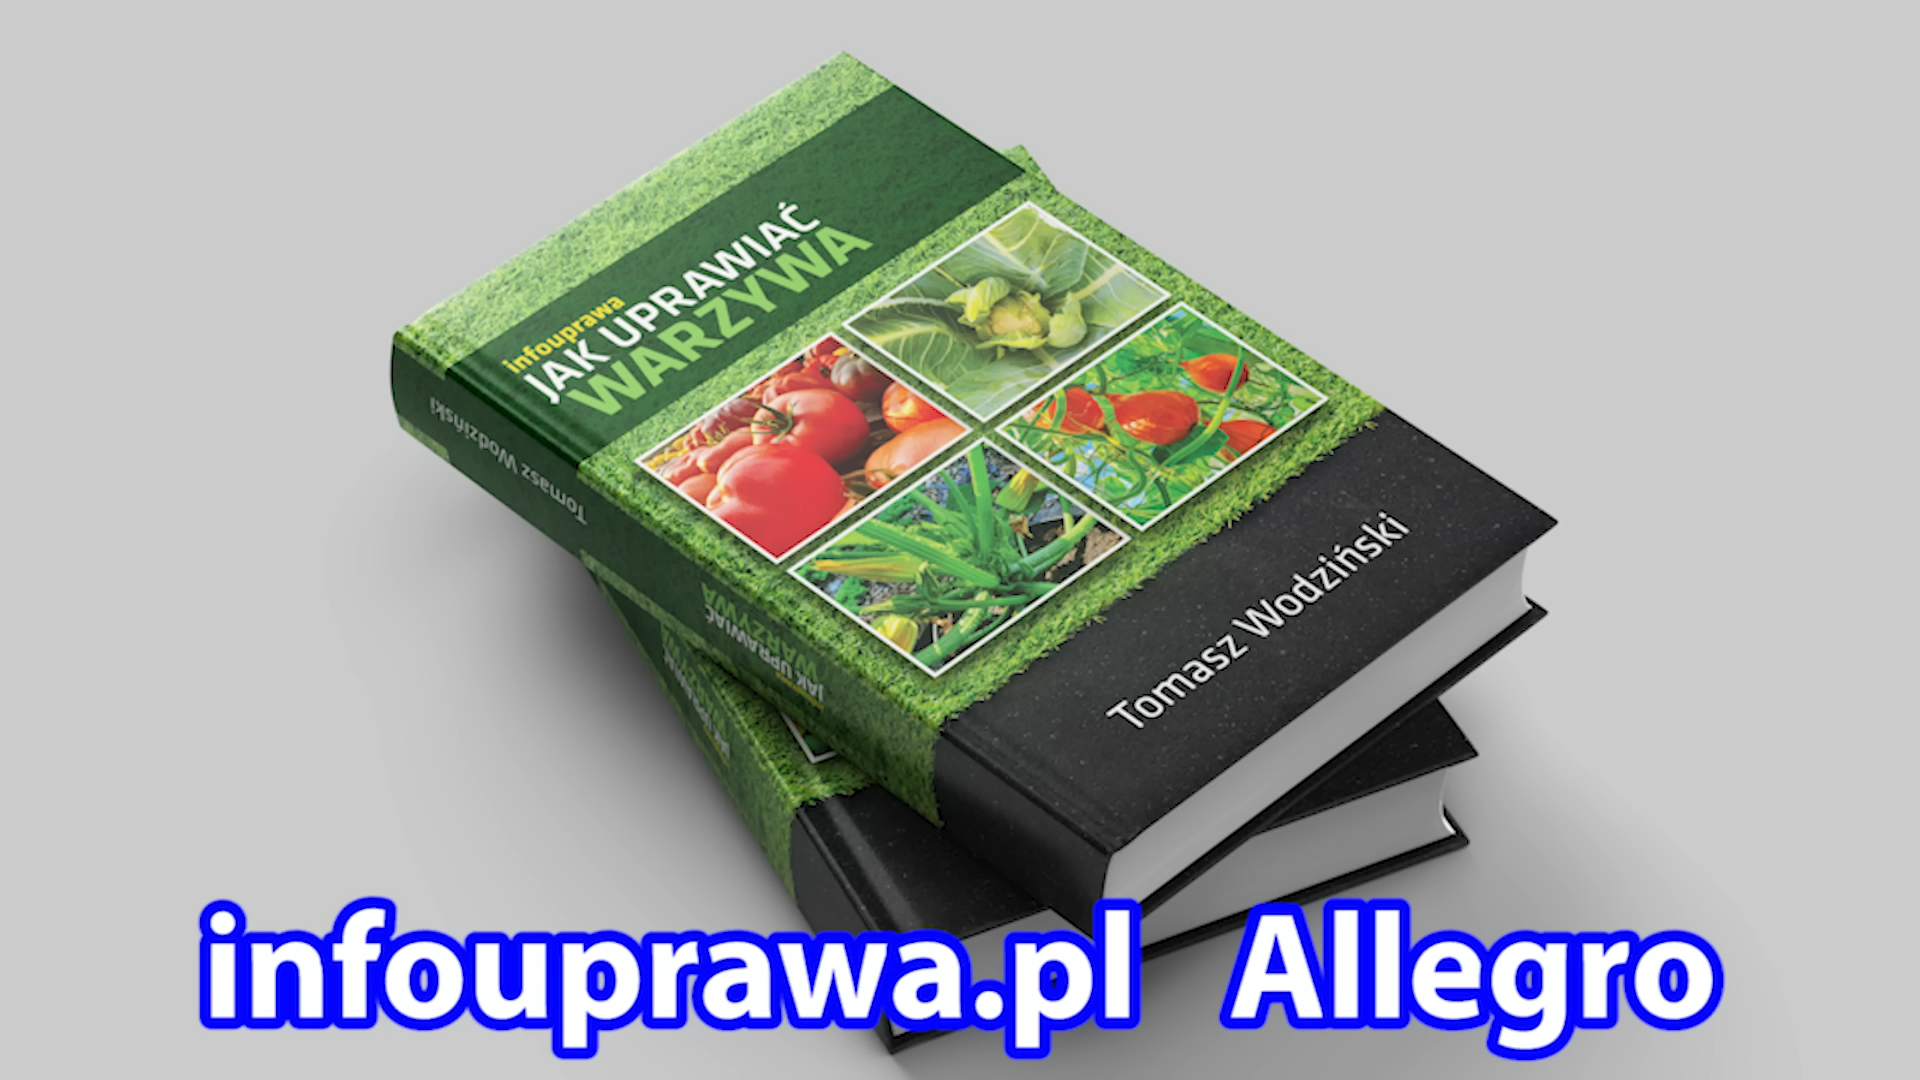 infouprawa
JAK UPRAWIAĆ
WARZYWA
Tomasz Wodziński
Tomasz Wodziński
JAK UPRAWIAĆ
WARZYWA
infouprawa.pl Allegro